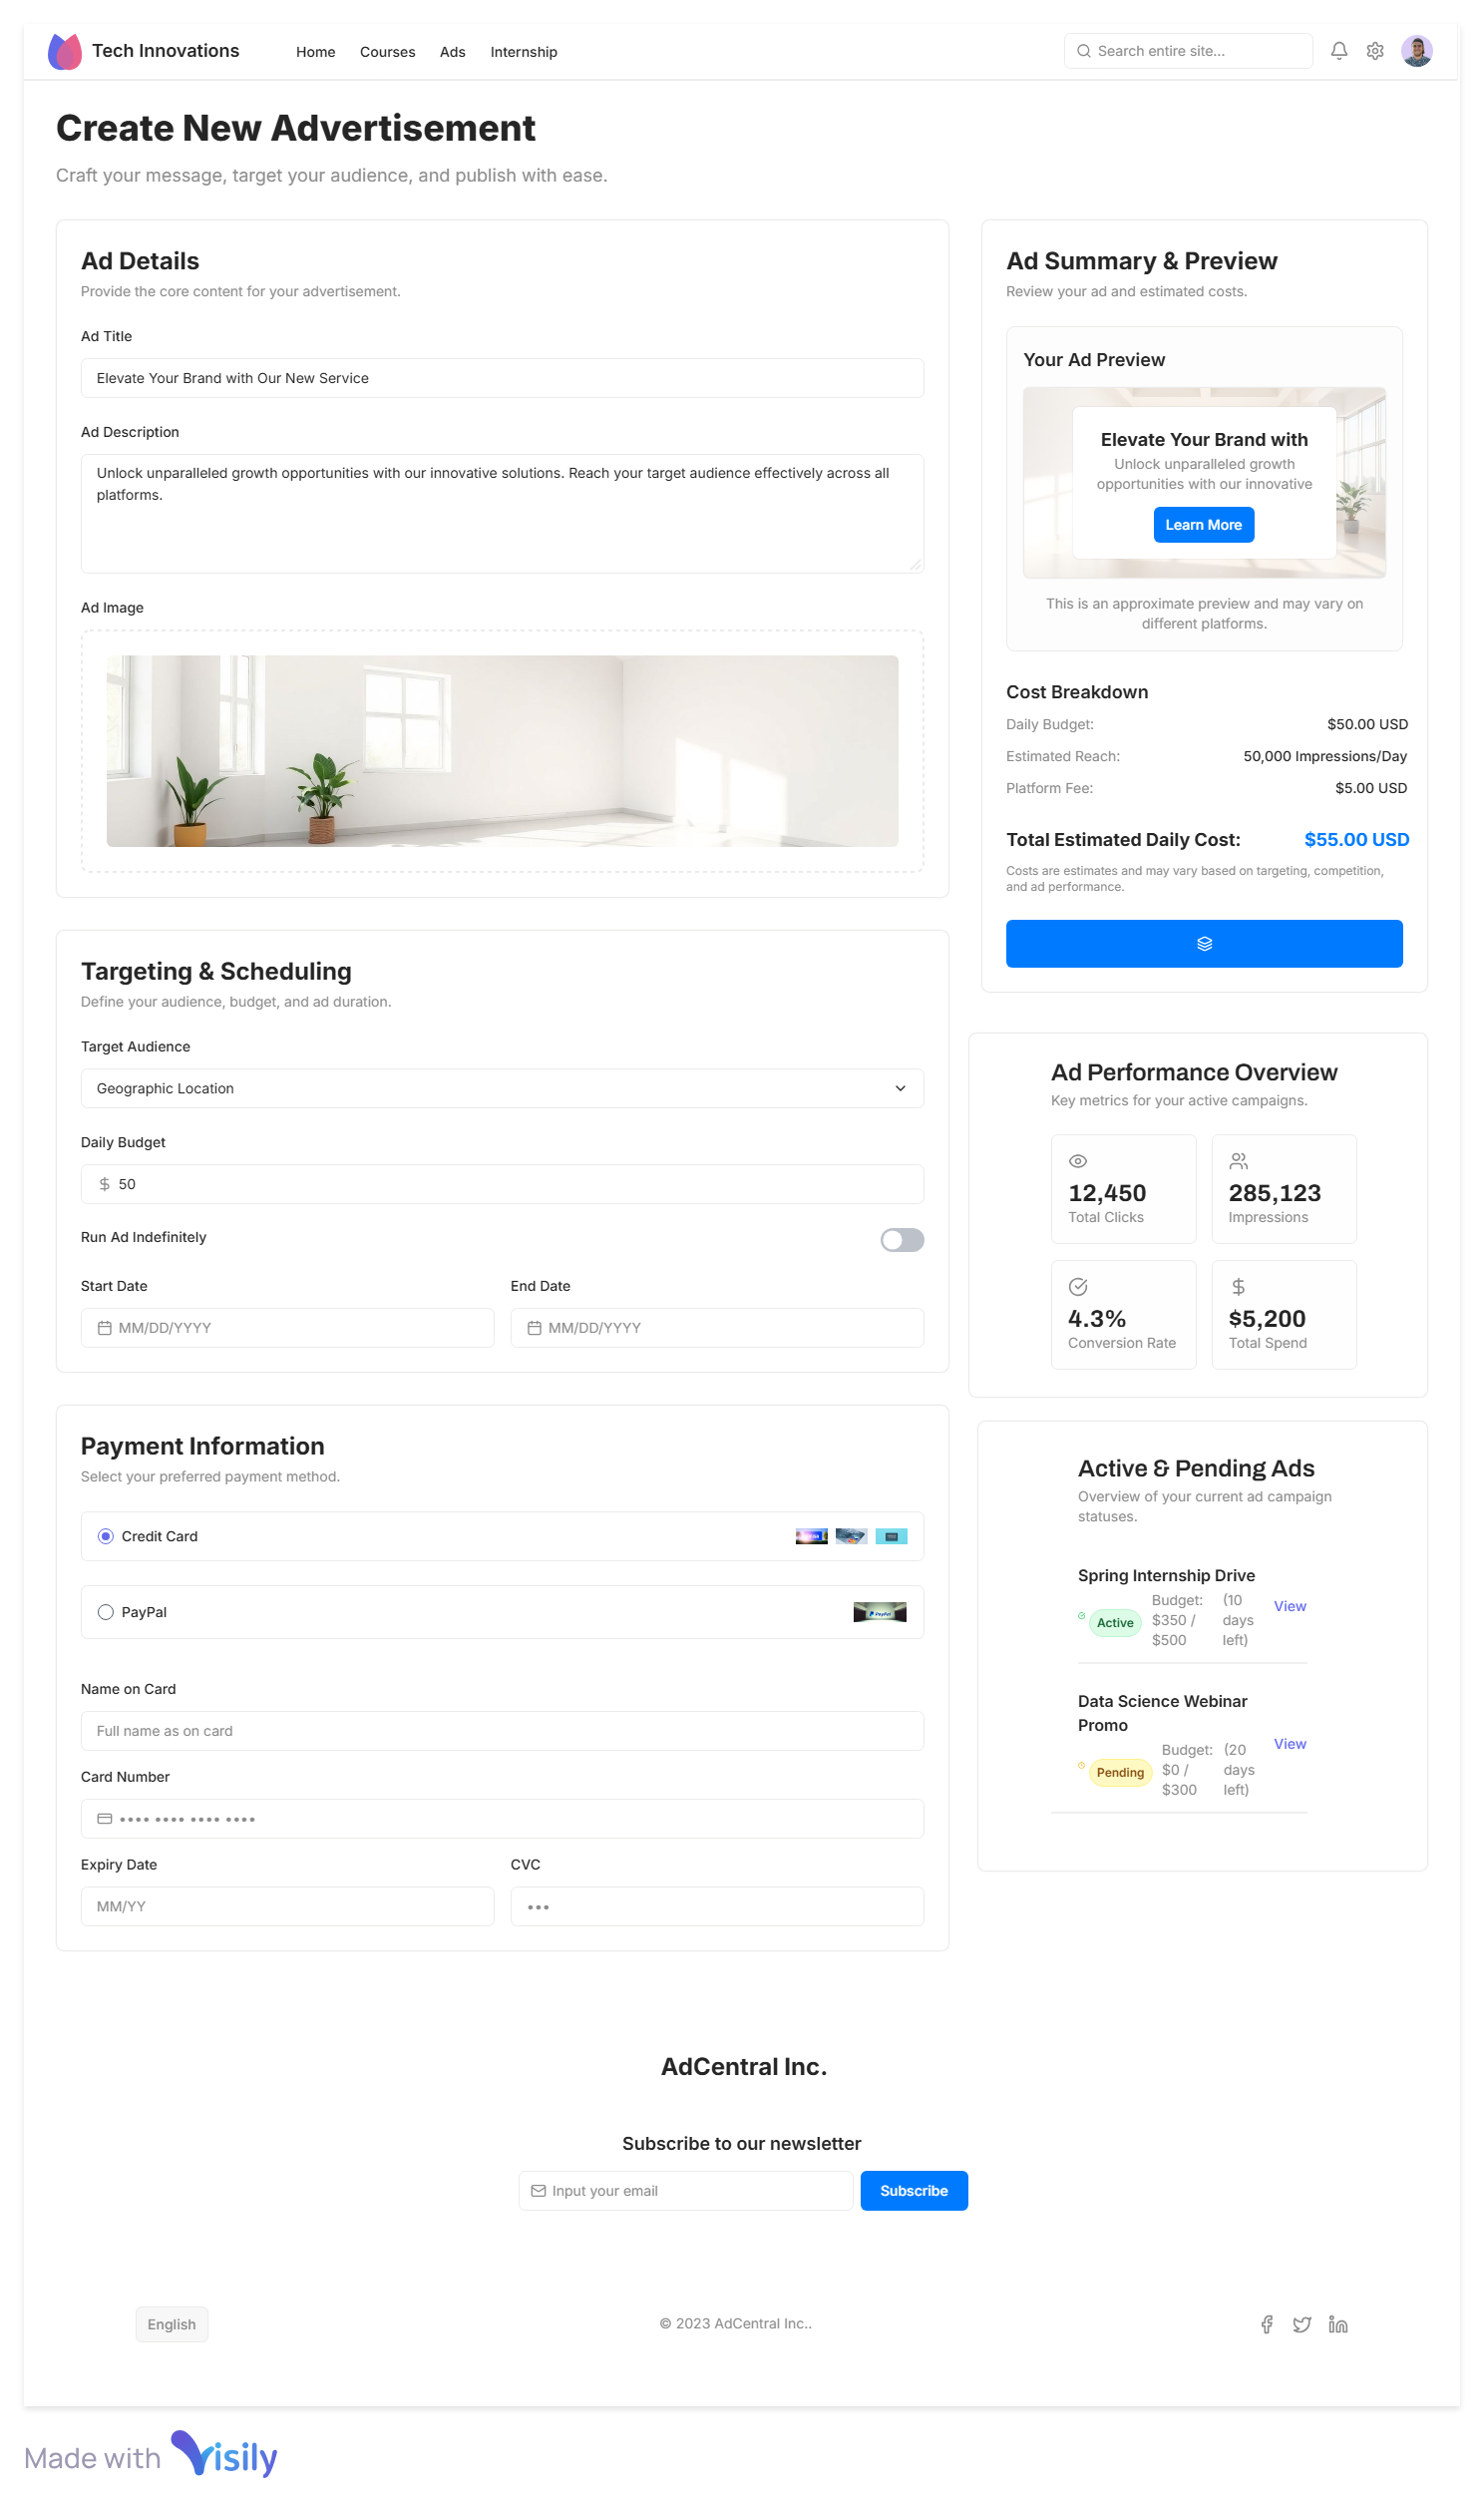 Tech Innovations
Home
Courses
Ads
Internship
Search entire site...
Create New Advertisement
Craft your message, target your audience, and publish with ease.
Ad Details
Provide the core content for your advertisement.
Ad Title
Elevate Your Brand with Our New Service
Ad Description
Unlock unparalleled growth opportunities with our innovative solutions. Reach your target audience effectively across all
platforms.
Ad Image
Targeting & Scheduling
Define your audience, budget, and ad duration.
Target Audience
Geographic Location
Daily Budget
$ 50
Run Ad Indefinitely
Start Date
MM/DD/YYYY
End Date
MM/DD/YYYY
Payment Information
Select your preferred payment method.
Credit Card
PayPal
PayPal
Name on Card
Full name as on card
Card Number
•••• •••• •••• ••••
Expiry Date
MM/YY
CVC
•••
Ad Summary & Preview
Review your ad and estimated costs.
Your Ad Preview
Elevate Your Brand with
Unlock unparalleled growth
opportunities with our innovative
Learn More
This is an approximate preview and may vary on
different platforms.
Cost Breakdown
Daily Budget: $50.00 USD
Estimated Reach: 50,000 Impressions/Day
Platform Fee: $5.00 USD
Total Estimated Daily Cost: $55.00 USD
Costs are estimates and may vary based on targeting, competition,
and ad performance.
Ad Performance Overview
Key metrics for your active campaigns.
12,450
Total Clicks
285,123
Impressions
4.3%
Conversion Rate
$5,200
Total Spend
Active & Pending Ads
Overview of your current ad campaign
statuses.
Spring Internship Drive
Active
Budget:
$350 /
$500
(10
days
left)
View
Data Science Webinar
Promo
Pending
Budget:
$0 /
$300
(20
days
left)
View
AdCentral Inc.
Subscribe to our newsletter
Input your email
Subscribe
English
© 2023 AdCentral Inc..
Made with Visily